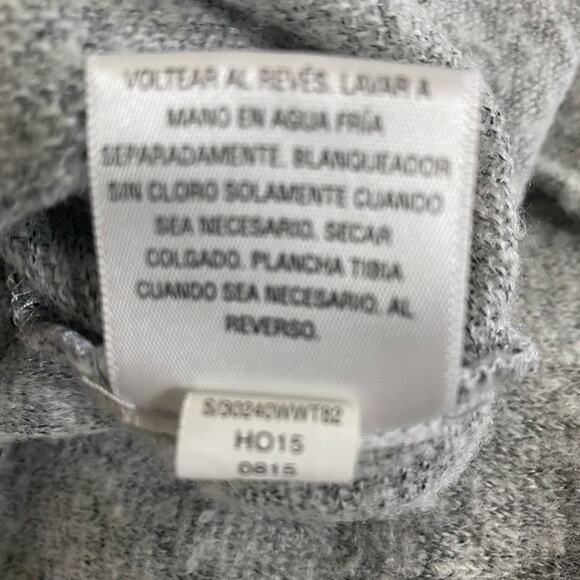 VOLTEAR AL REVÉS. LAVAR A
MANO EN AGUA FRÍA
SEPARADAMENTE. BLANQUEADOR
SIN CLORO SOLAMENTE CUANDO
SEA NECESARIO. SECAR
COLGADO. PLANCHA TIBIA
CUANDO SEA NECESARIO. AL
REVERSO.
HO15
0815